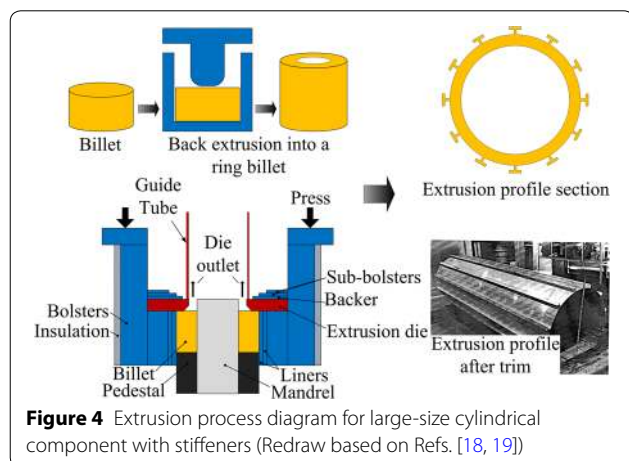 Billet
Back extrusion into a
ring billet
Extrusion profile section
Guide
Tube
Press
Die
outlet
Sub-bolsters
Backer
Extrusion die
Bolsters
Insulation
Billet
Pedestal
Liners
Mandrel
Extrusion profile
after trim
Figure 4 Extrusion process diagram for large-size cylindrical
component with stiffeners (Redraw based on Refs. [18, 19])